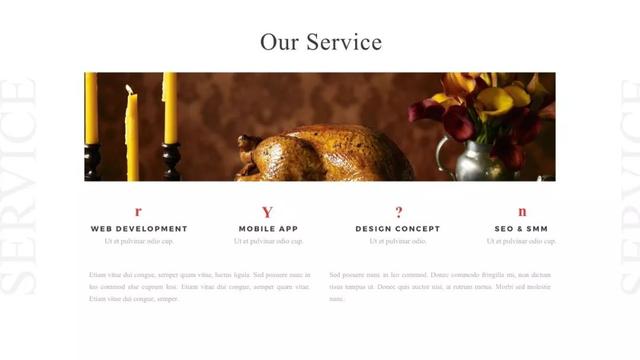 Our Service
SERVICE
SERVICE
r
Y
?
n
WEB DEVELOPMENT
MOBILE APP
DESIGN CONCEPT
SEO & SMM
Ut et pulvinar odio cup.
Ut et pulvinar odio cup.
Ut et pulvinar odio.
Ut et pulvinar odio cup.
Etiam vitae dui congue, semper quam vitae, luctus ligula. Sed posuere nunc in
leo commod else cugreen leo. Etiam vitae dui congue, semper quam vitae.
Etiam vitae dui congue, semper.
Sed posuere nunc in leo commod. Donec commodo fringilla mi, non dictum
risus tempus ut. Donec quis auctor nisi, at rutrum metus. Morbi sed molestie
nunc.